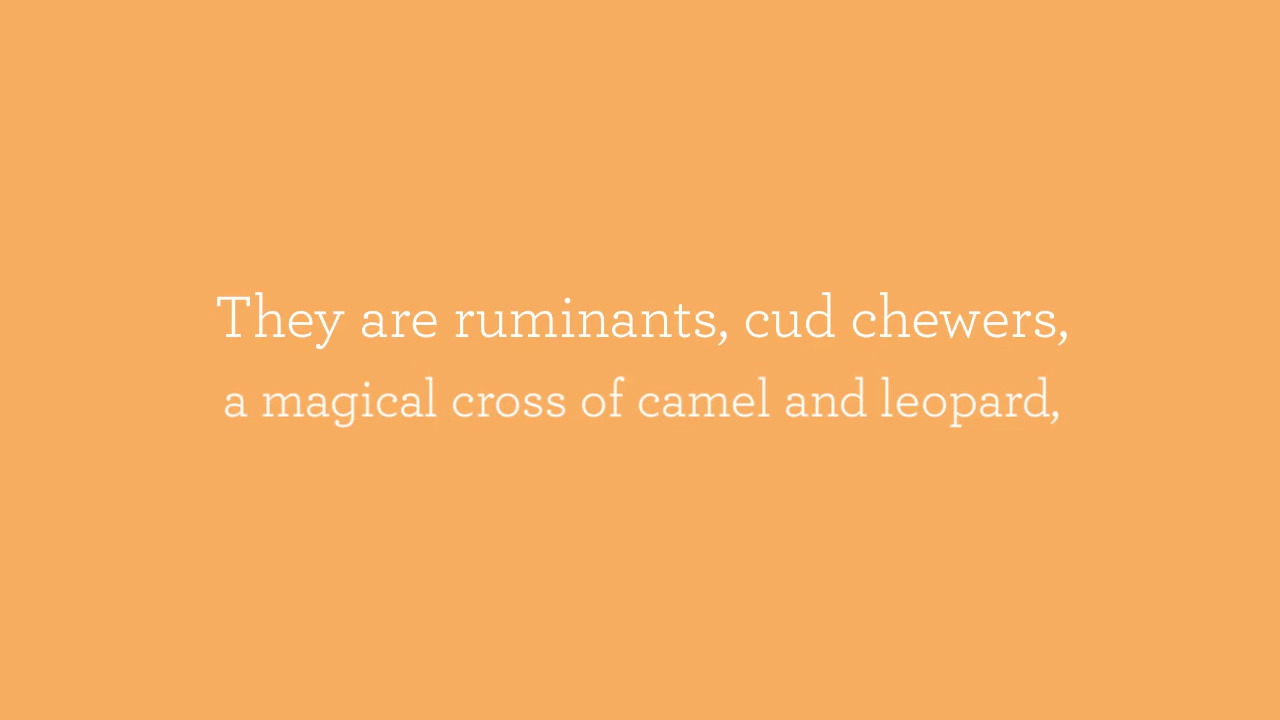 They are ruminants, cud chewers,
a magical cross of camel and leopard,